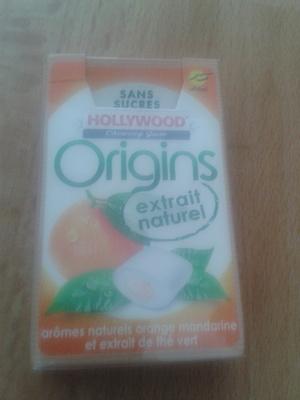 SANS
SUCRES
HOLLYWOOD
Chewing Gum
Origins
extrait
naturel
arômes naturels orange mandarine
et extrait de thé vert